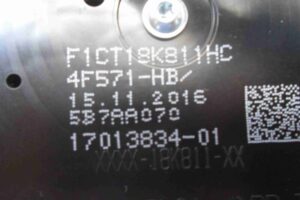 F1CT18K811HC
4F571-HB/
15.11.2016
5B7AA070
17013834-01
XXXX-18K811-XX